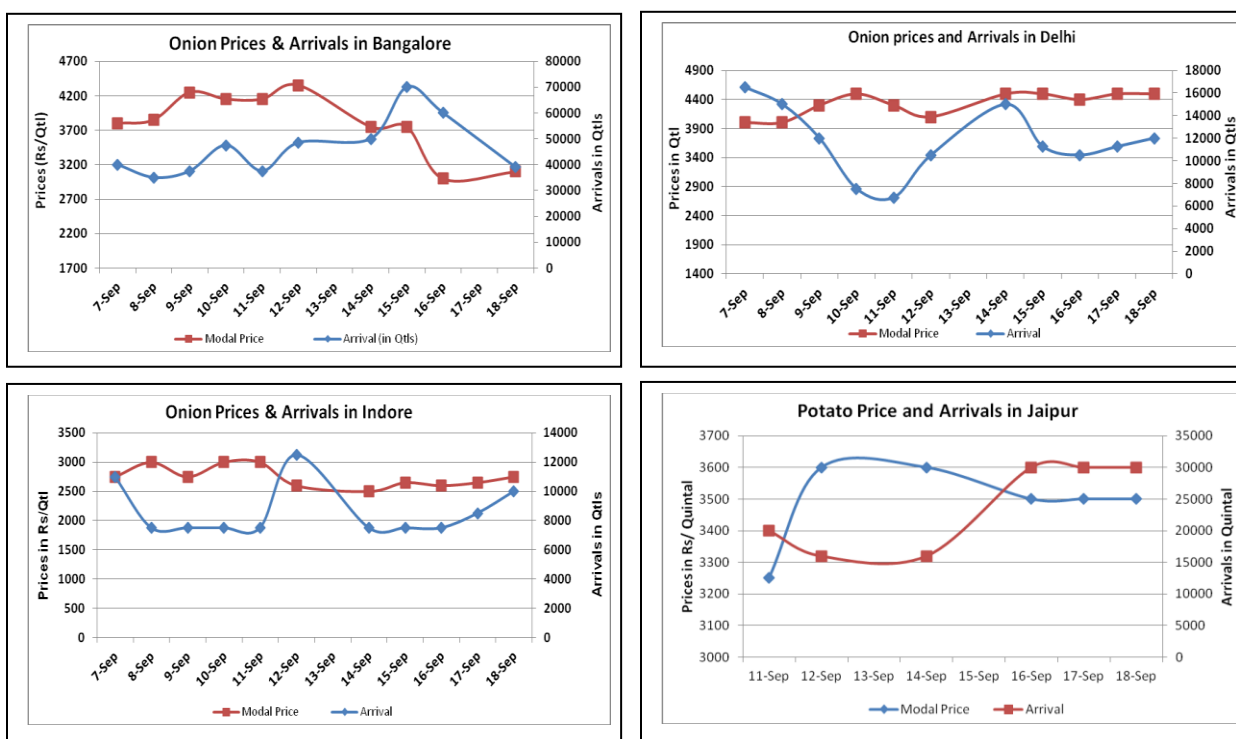 Onion Prices & Arrivals in Bangalore
4700
4200
3700
3200
2700
2200
1700
Prices (Rs/Qtl)
80000
70000
60000
50000
40000
30000
20000
10000
0
Arrivals in Qtls
7-Sep
8-Sep
9-Sep
10-Sep
11-Sep
12-Sep
13-Sep
14-Sep
15-Sep
16-Sep
17-Sep
18-Sep
Modal Price
Arrival (in Qtls)
Onion prices and Arrivals in Delhi
4900
4400
3900
3400
2900
2400
1900
1400
Prices in Qtl
18000
16000
14000
12000
10000
8000
6000
4000
2000
0
Arrivals in Qtls
7-Sep
8-Sep
9-Sep
10-Sep
11-Sep
12-Sep
13-Sep
14-Sep
15-Sep
16-Sep
17-Sep
18-Sep
Modal Price
Arrival
Onion Prices & Arrivals in Indore
3500
3000
2500
2000
1500
1000
500
0
Prices in Rs/Qtl
14000
12000
10000
8000
6000
4000
2000
0
Arrivals in Qtls
7-Sep
8-Sep
9-Sep
10-Sep
11-Sep
12-Sep
13-Sep
14-Sep
15-Sep
16-Sep
17-Sep
18-Sep
Modal Price
Arrival
Potato Price and Arrivals in Jaipur
3700
3600
3500
3400
3300
3200
3100
3000
Prices in Rs/ Quintal
35000
30000
25000
20000
15000
10000
5000
0
Arrivals in Quintal
11-Sep
12-Sep
13-Sep
14-Sep
15-Sep
16-Sep
17-Sep
18-Sep
Modal Price
Arrival